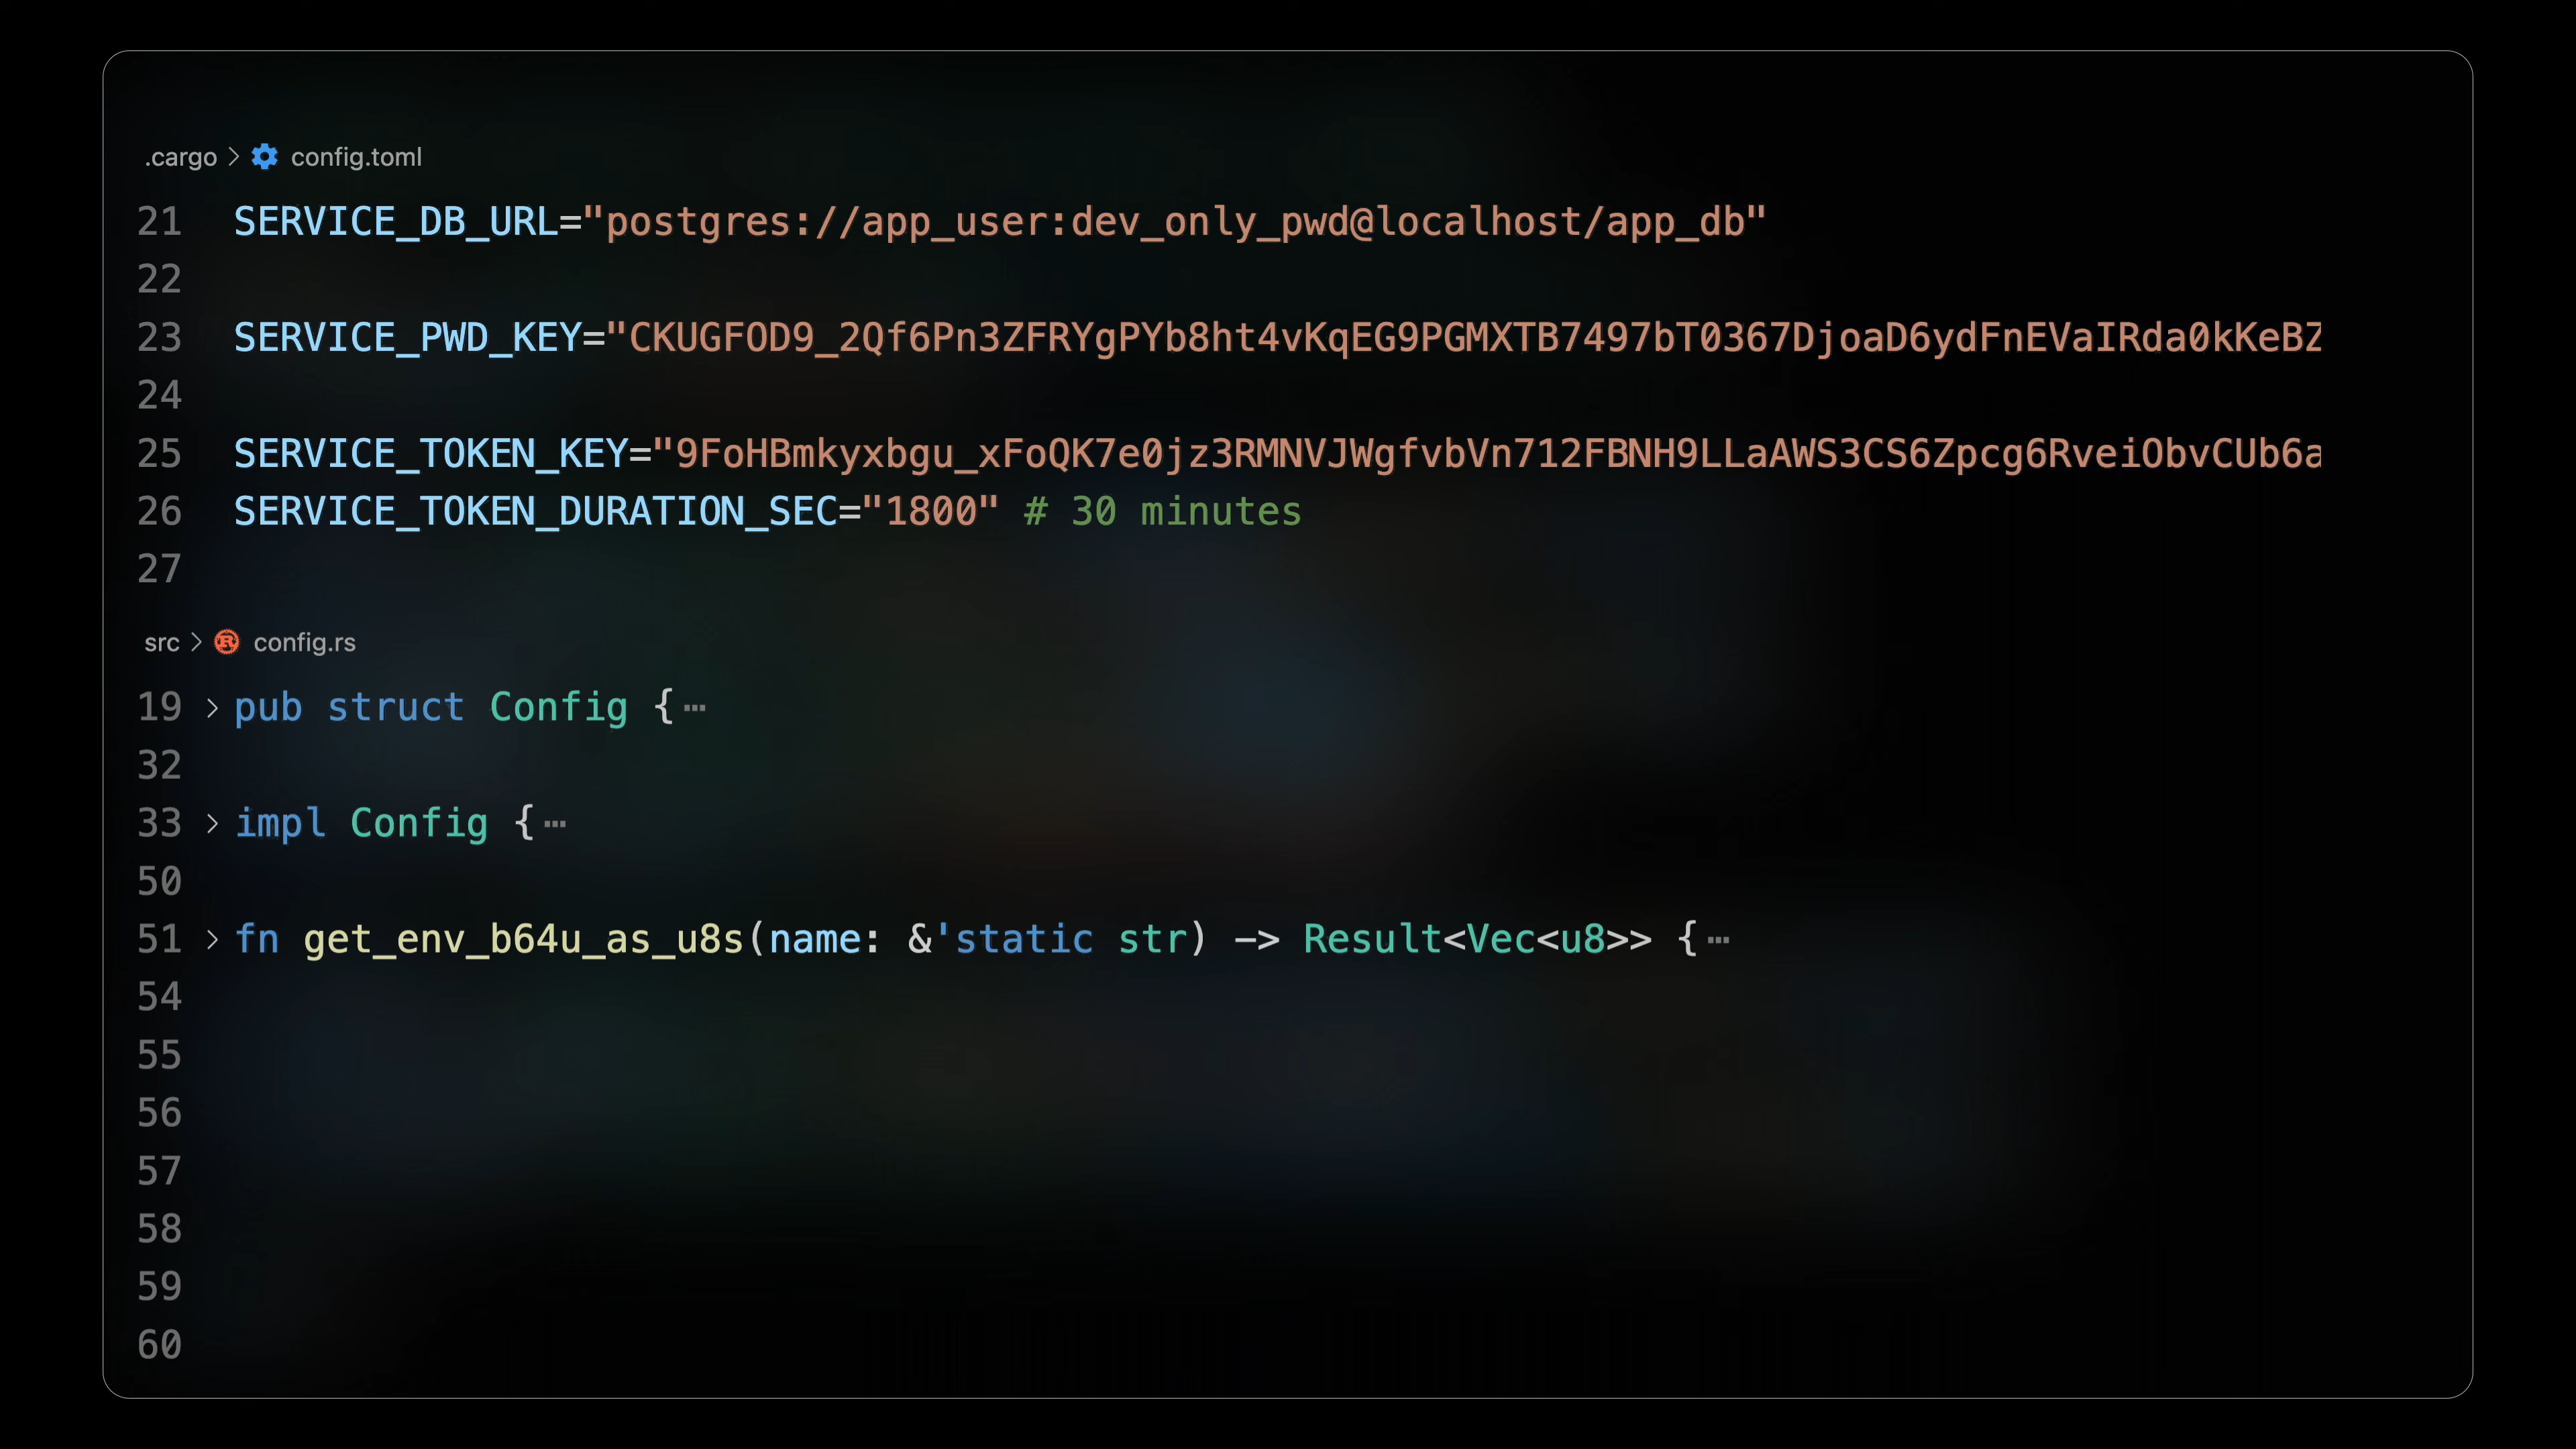 .cargo > config.toml
21 SERVICE_DB_URL="postgres://app_user:dev_only_pwd@localhost/app_db"
22
23 SERVICE_PWD_KEY="CKUGFOD9_2Qf6Pn3ZFRYgPYb8ht4vKqEG9PGMXTB7497bT0367DjoaD6ydFnEVaIRda0kKeBZ
24
25 SERVICE_TOKEN_KEY="9FoHBmkyxbgu_xFoQK7e0jz3RMNVJWgfvbVn712FBNH9LLaAWS3CS6Zpcg6RveiObvCUb6a
26 SERVICE_TOKEN_DURATION_SEC="1800" # 30 minutes
27
src > config.rs
19 > pub struct Config {⋯
32
33 > impl Config {⋯
50
51 > fn get_env_b64u_as_u8s(name: &'static str) -> Result<Vec<u8>> {⋯
54
55
56
57
58
59
60